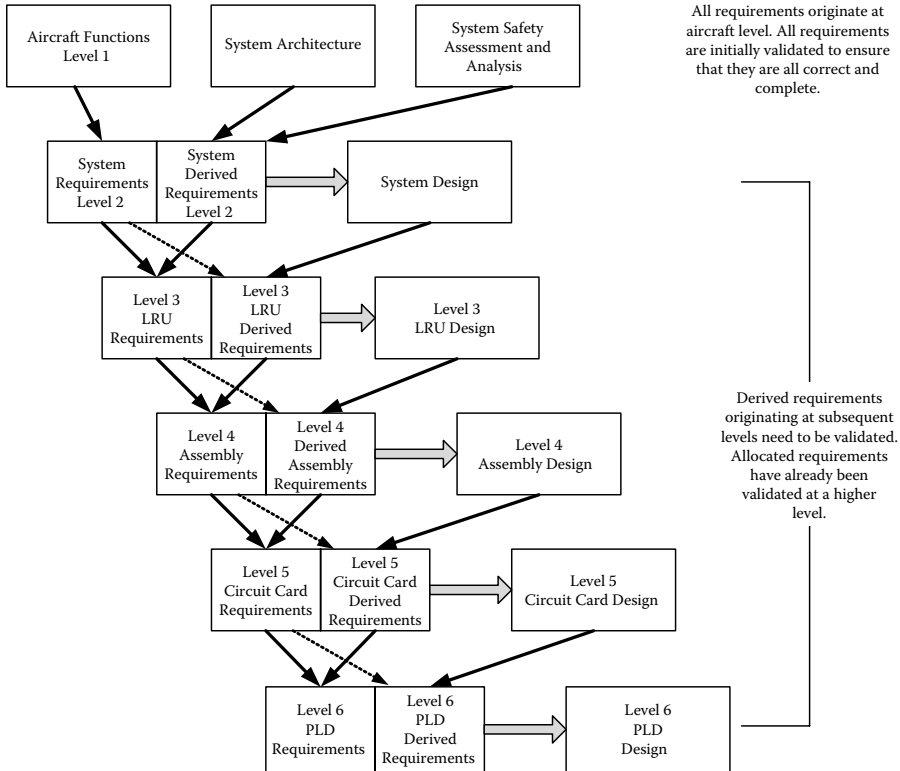 Aircraft Functions
Level 1
System Architecture
System Safety
Assessment and
Analysis
All requirements originate at
aircraft level. All requirements
are initially validated to ensure
that they are all correct and
complete.
System
Requirements
Level 2
System
Derived
Requirements
Level 2
System Design
Level 3
LRU
Requirements
Level 3
LRU
Derived
Requirements
Level 3
LRU Design
Derived requirements
originating at subsequent
levels need to be validated.
Allocated requirements
have already been
validated at a higher
level.
Level 4
Assembly
Requirements
Level 4
Derived
Assembly
Requirements
Level 4
Assembly Design
Level 5
Circuit Card
Requirements
Level 5
Circuit Card
Derived
Requirements
Level 5
Circuit Card Design
Level 6
PLD
Requirements
Level 6
PLD
Derived
Requirements
Level 6
PLD
Design